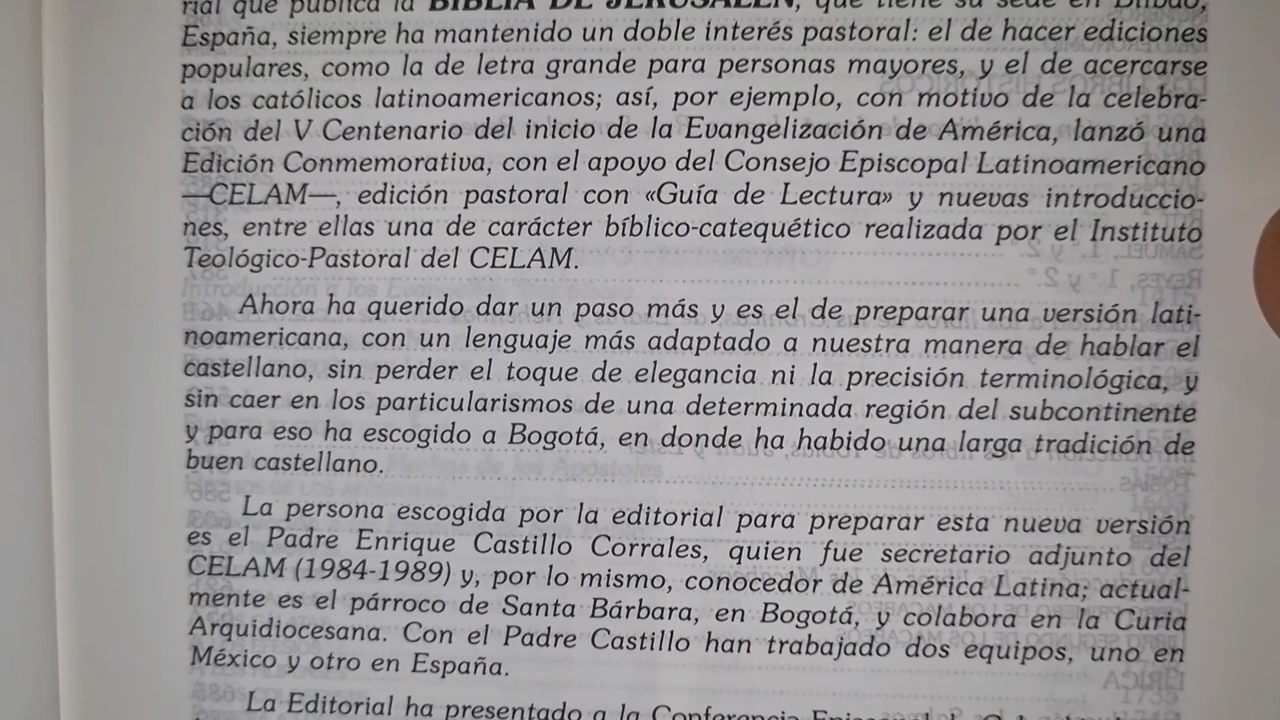 rial que publica la BIBLIA DE JERUSALÉN, que tiene su sede en Bilbao,
España, siempre ha mantenido un doble interés pastoral: el de hacer ediciones
populares, como la de letra grande para personas mayores, y el de acercarse
a los católicos latinoamericanos; así, por ejemplo, con motivo de la celebra-
ción del V Centenario del inicio de la Evangelización de América, lanzó una
Edición Conmemorativa, con el apoyo del Consejo Episcopal Latinoamericano
—CELAM—, edición pastoral con «Guía de Lectura» y nuevas introduccio-
nes, entre ellas una de carácter bíblico-catequético realizada por el Instituto
Teológico-Pastoral del CELAM.
Ahora ha querido dar un paso más y es el de preparar una versión lati-
noamericana, con un lenguaje más adaptado a nuestra manera de hablar el
castellano, sin perder el toque de elegancia ni la precisión terminológica, y
sin caer en los particularismos de una determinada región del subcontinente
y para eso ha escogido a Bogotá, en donde ha habido una larga tradición de
buen castellano.
La persona escogida por la editorial para preparar esta nueva versión
es el Padre Enrique Castillo Corrales, quien fue secretario adjunto del
CELAM (1984-1989) y, por lo mismo, conocedor de América Latina; actual-
mente es el párroco de Santa Bárbara, en Bogotá, y colabora en la Curia
Arquidiocesana. Con el Padre Castillo han trabajado dos equipos, uno en
México y otro en España.
La Editorial ha presentado a la Conferencia